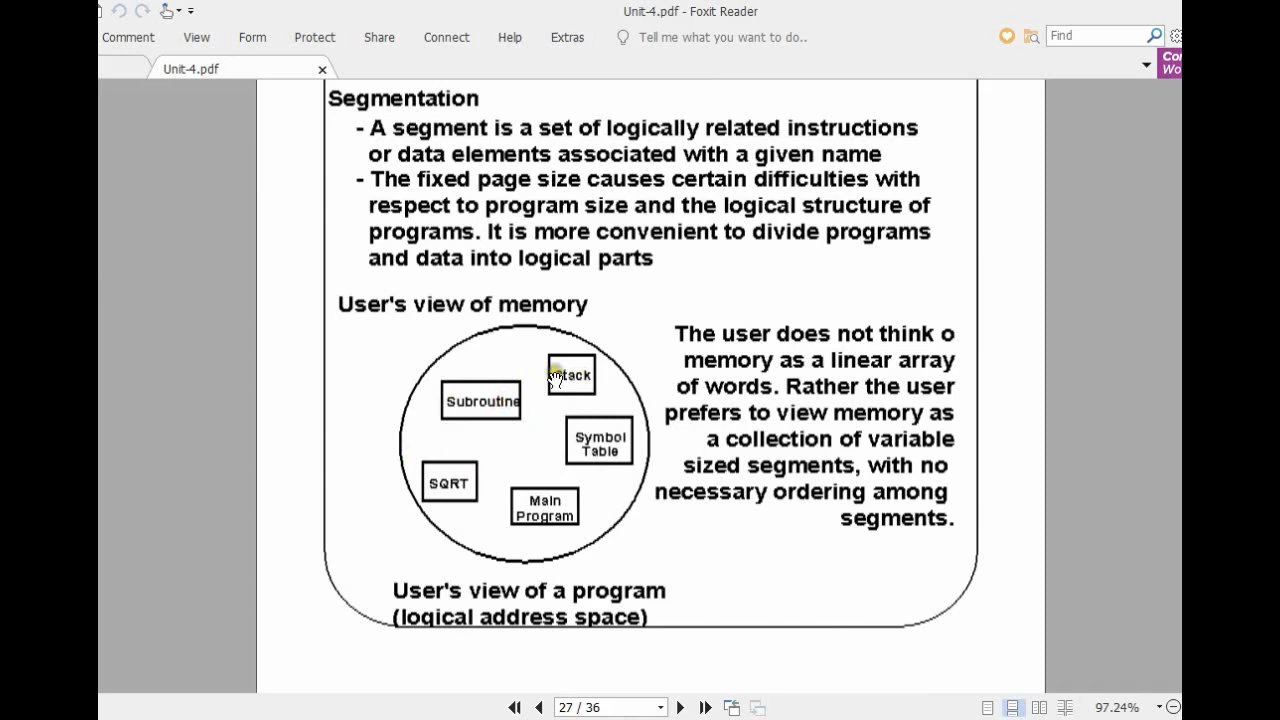 Unit-4.pdf - Foxit Reader
Comment View Form Protect Share Connect Help Extras Tell me what you want to do.. Find
Unit-4.pdf
Segmentation
- A segment is a set of logically related instructions
or data elements associated with a given name
- The fixed page size causes certain difficulties with
respect to program size and the logical structure of
programs. It is more convenient to divide programs
and data into logical parts
User's view of memory
The user does not think o
memory as a linear array
of words. Rather the user
prefers to view memory as
a collection of variable
sized segments, with no
necessary ordering among
segments.
Stack
Subroutine
Symbol
Table
SQRT
Main
Program
User's view of a program
(logical address space)
27 / 36
97.24%